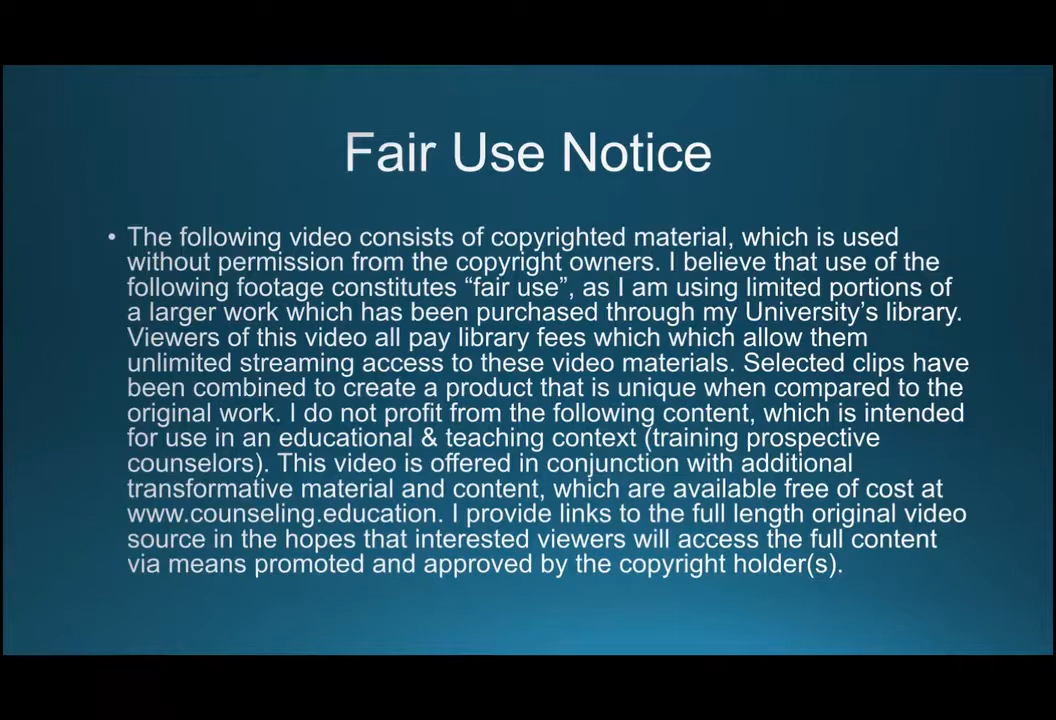 Fair Use Notice
• The following video consists of copyrighted material, which is used
without permission from the copyright owners. I believe that use of the
following footage constitutes “fair use”, as I am using limited portions of
a larger work which has been purchased through my University’s library.
Viewers of this video all pay library fees which which allow them
unlimited streaming access to these video materials. Selected clips have
been combined to create a product that is unique when compared to the
original work. I do not profit from the following content, which is intended
for use in an educational & teaching context (training prospective
counselors). This video is offered in conjunction with additional
transformative material and content, which are available free of cost at
www.counseling.education. I provide links to the full length original video
source in the hopes that interested viewers will access the full content
via means promoted and approved by the copyright holder(s).